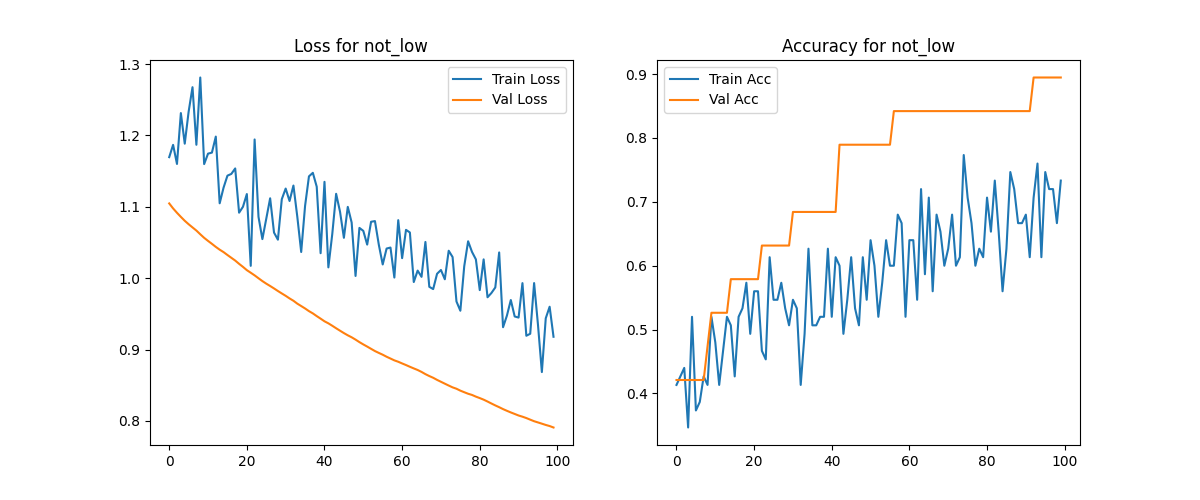 Loss for not_low
1.3
1.2
1.1
1.0
0.9
0.8
0 20 40 60 80 100
Train Loss
Val Loss
Accuracy for not_low
0.9
0.8
0.7
0.6
0.5
0.4
0 20 40 60 80 100
Train Acc
Val Acc